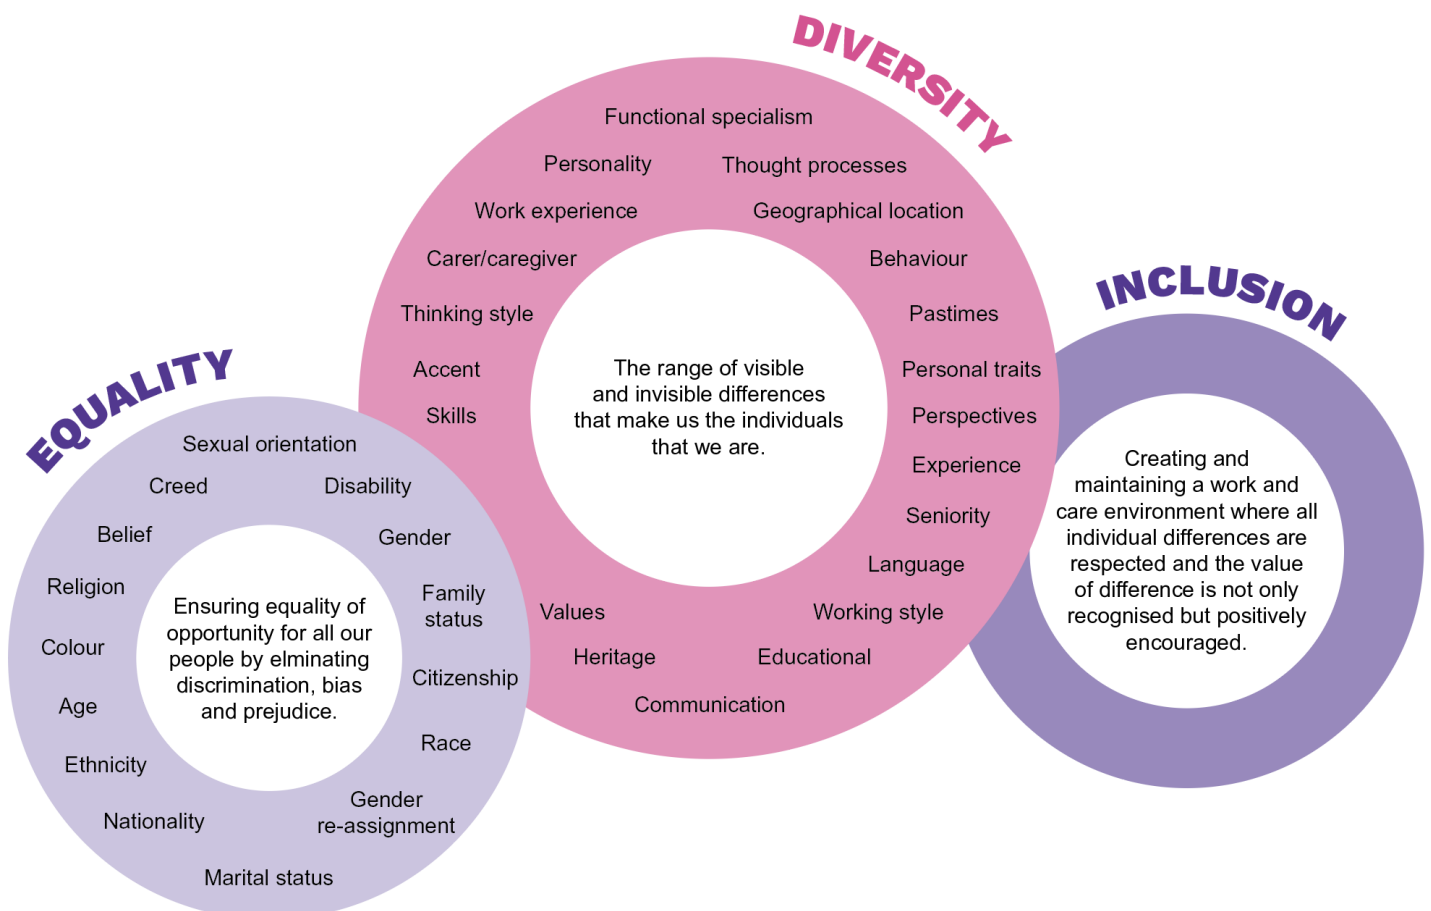 DIVERSITY
Functional specialism
Personality
Thought processes
Work experience
Geographical location
Carer/caregiver
Behaviour
Thinking style
Pastimes
Accent
Personal traits
Skills
Perspectives
Experience
Seniority
Language
Values
Working style
Heritage
Educational
Communication
The range of visible
and invisible differences
that make us the individuals
that we are.
EQUALITY
Sexual orientation
Creed
Disability
Belief
Gender
Religion
Family
status
Colour
Citizenship
Age
Race
Ethnicity
Gender
re-assignment
Nationality
Marital status
Ensuring equality of
opportunity for all our
people by elminating
discrimination, bias
and prejudice.
INCLUSION
Creating and
maintaining a work and
care environment where all
individual differences are
respected and the value
of difference is not only
recognised but positively
encouraged.